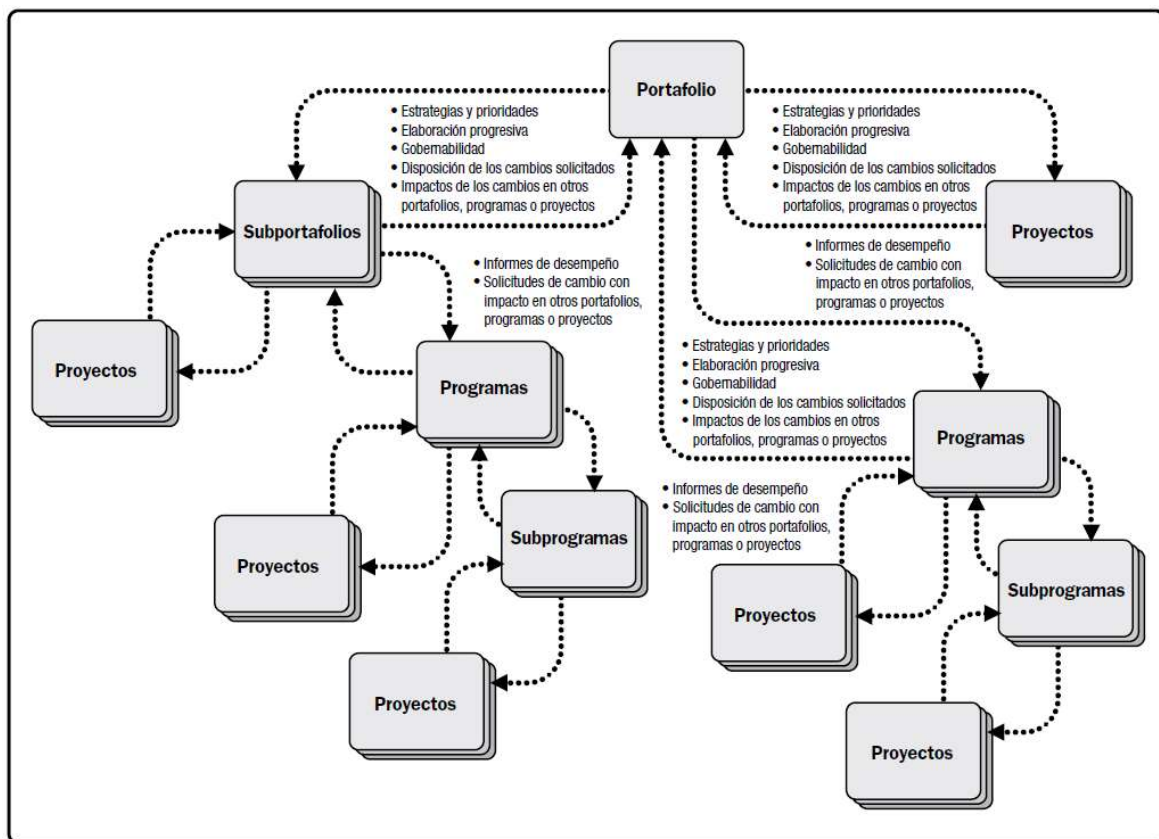 Portafolio
• Estrategias y prioridades
• Elaboración progresiva
• Gobernabilidad
• Disposición de los cambios solicitados
• Impactos de los cambios en otros
portafolios, programas o proyectos
• Estrategias y prioridades
• Elaboración progresiva
• Gobernabilidad
• Disposición de los cambios solicitados
• Impactos de los cambios en otros
portafolios, programas o proyectos
Subportafolios
Proyectos
• Informes de desempeño
• Solicitudes de cambio con
impacto en otros portafolios,
programas o proyectos
• Informes de desempeño
• Solicitudes de cambio con
impacto en otros portafolios,
programas o proyectos
Proyectos
Programas
• Estrategias y prioridades
• Elaboración progresiva
• Gobernabilidad
• Disposición de los cambios solicitados
• Impactos de los cambios en otros
portafolios, programas o proyectos
Programas
• Informes de desempeño
• Solicitudes de cambio con
impacto en otros portafolios,
programas o proyectos
Subprogramas
Proyectos
Subprogramas
Proyectos
Proyectos
Proyectos